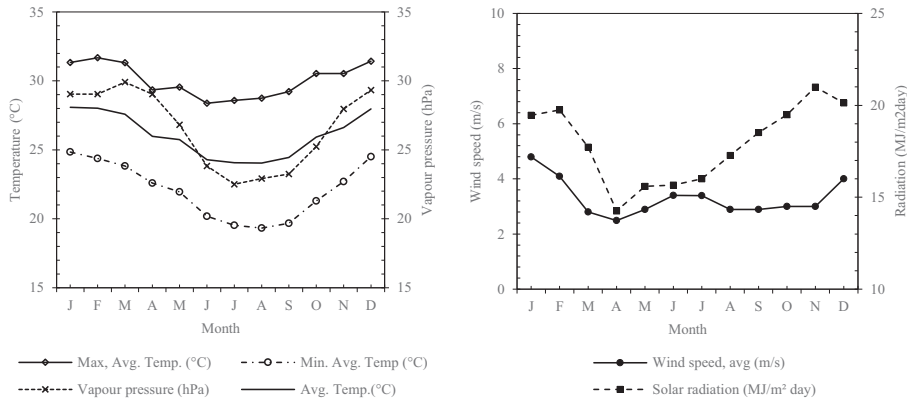 35
30
25
20
15
Temperature (°C)
35
30
25
20
15
Vapour pressure (hPa)
J F M A M J J A S O N D
Month
Max, Avg. Temp. (°C)
Min. Avg. Temp (°C)
Vapour pressure (hPa)
Avg. Temp.(°C)
10
8
6
4
2
0
Wind speed (m/s)
25
20
15
10
Radiation (MJ/m2day)
J F M A M J J A S O N D
Month
Wind speed, avg (m/s)
Solar radiation (MJ/m² day)